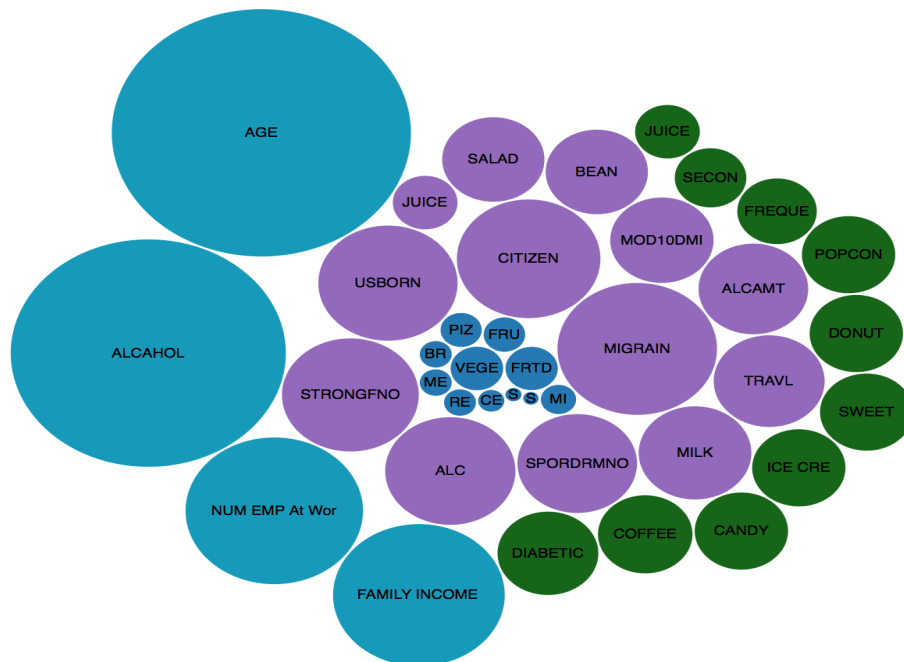 JUICE
AGE
SALAD
BEAN
SECON
JUICE
FREQUE
MOD10DMI
POPCON
CITIZEN
USBORN
ALCAMT
PIZ
FRU
DONUT
MIGRAIN
ALCAHOL
BR
VEGE
FRTD
ME
TRAVL
STRONGFNO
S
S
RE
CE
MI
SWEET
MILK
SPORDRMNO
ALC
ICE CRE
NUM EMP At Wor
CANDY
COFFEE
DIABETIC
FAMILY INCOME